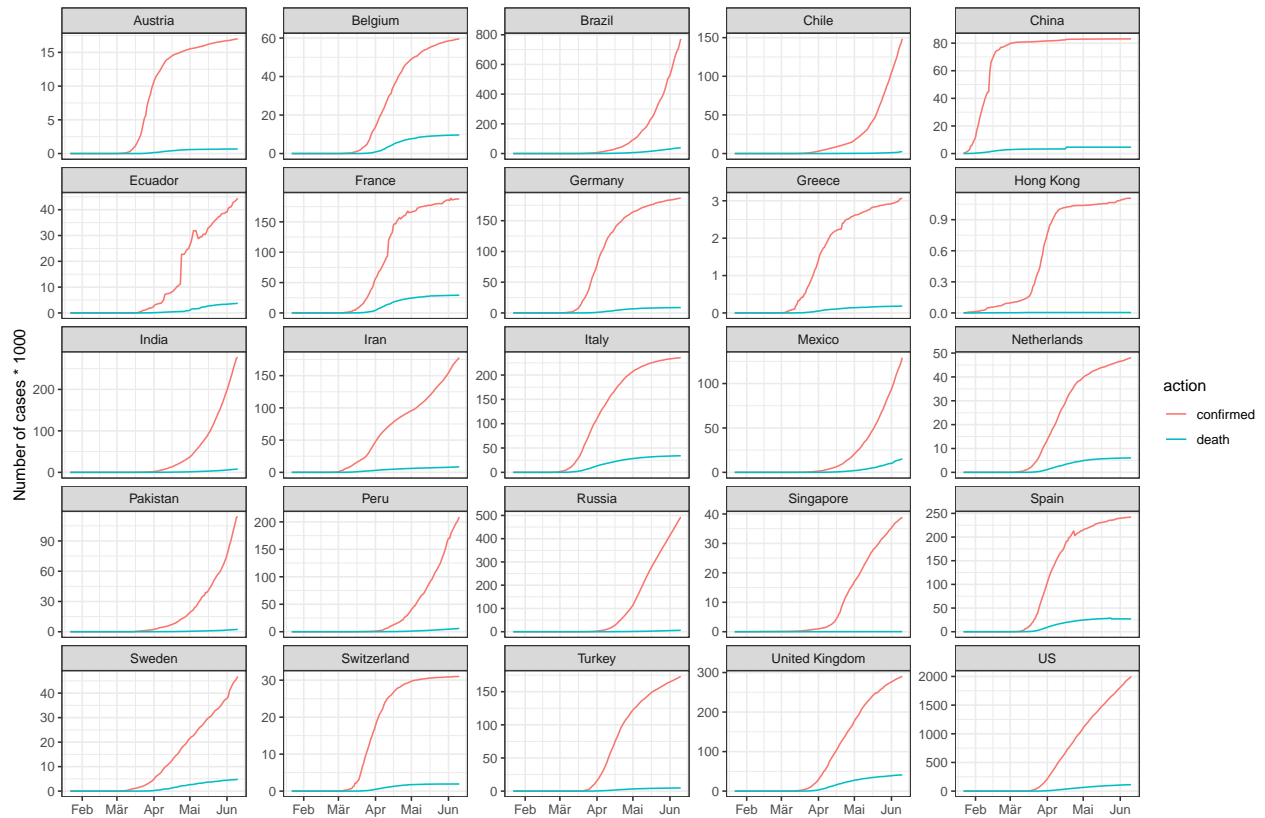 Austria Belgium Brazil Chile China
15 60 800 150 80
10 40 600 100 60
5 20 400 50 40
0 0 200 0 20
0 0
Ecuador France Germany Greece Hong Kong
40 150 150 3 0.9
30 100 100 2 0.6
20 50 50 1 0.3
10 0 0 0 0.0
0
India Iran Italy Mexico Netherlands
200 150 200 100 50
100 100 150 50 40
0 50 100 0 30
0 50 20
0 10
0
Pakistan Peru Russia Singapore Spain
90 200 500 40 250
60 150 400 30 200
30 100 300 20 150
0 50 200 10 100
0 100 0 50
0 0
Sweden Switzerland Turkey United Kingdom US
40 30 150 300 2000
30 20 100 200 1500
20 10 50 100 1000
10 0 0 0 500
0 0
Feb Mär Apr Mai Jun Feb Mär Apr Mai Jun Feb Mär Apr Mai Jun Feb Mär Apr Mai Jun Feb Mär Apr Mai Jun
Number of cases * 1000
action
confirmed
death